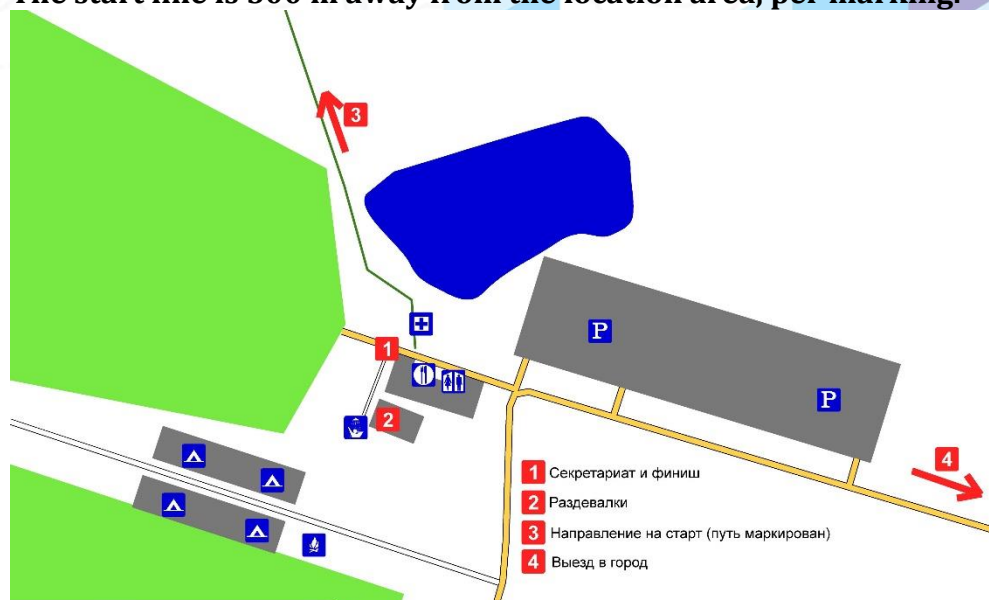 The start line is m away from the location area, per marking.
3
P
1
P
2
4
1 Секретариат и финиш
2 Раздевалки
3 Направление на старт (путь маркирован)
4 Выезд в город